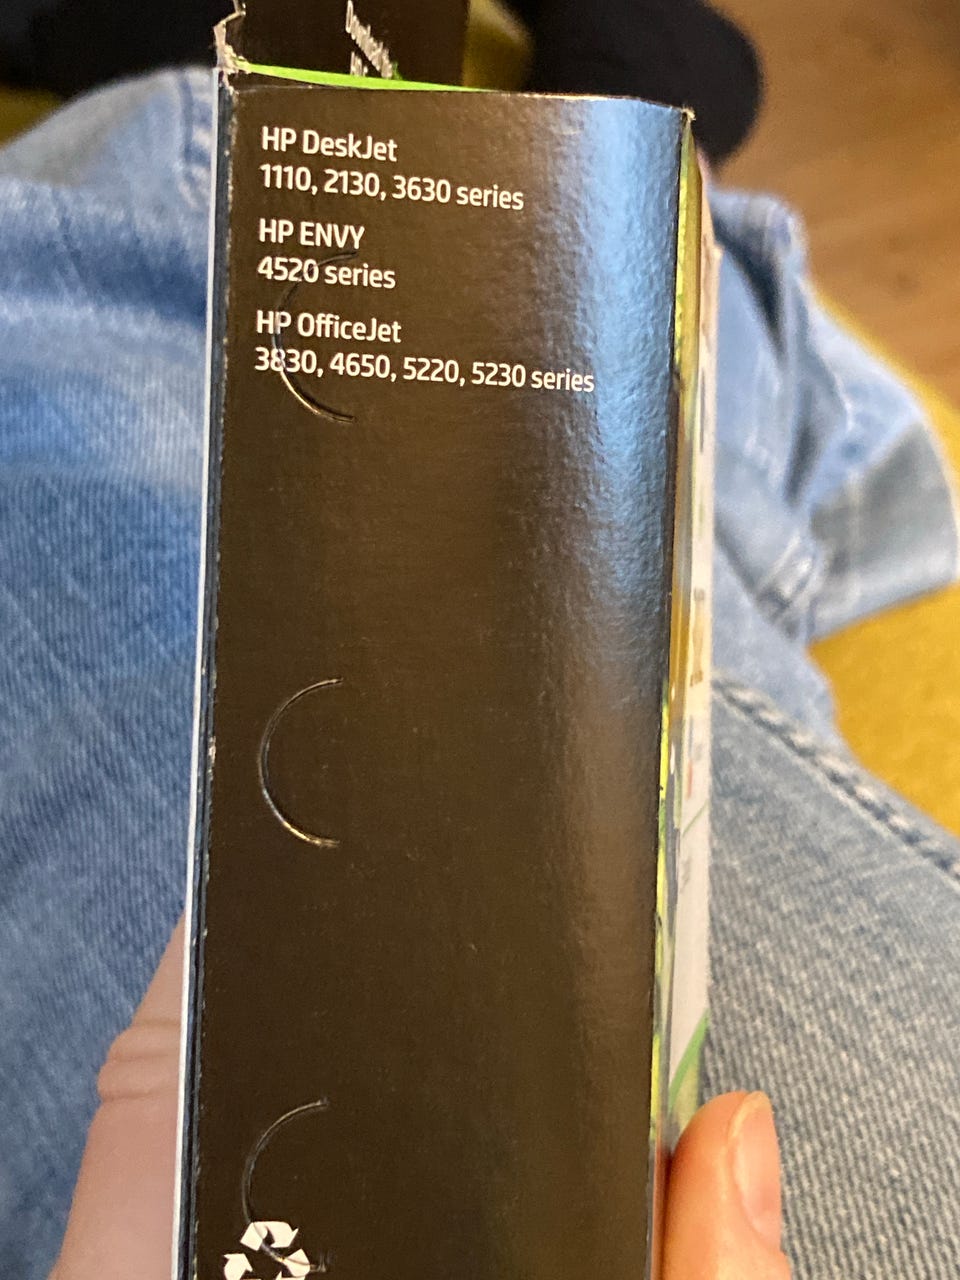 HP DeskJet
1110, 2130, 3630 series
HP ENVY
4520 series
HP OfficeJet
3830, 4650, 5220, 5230 series